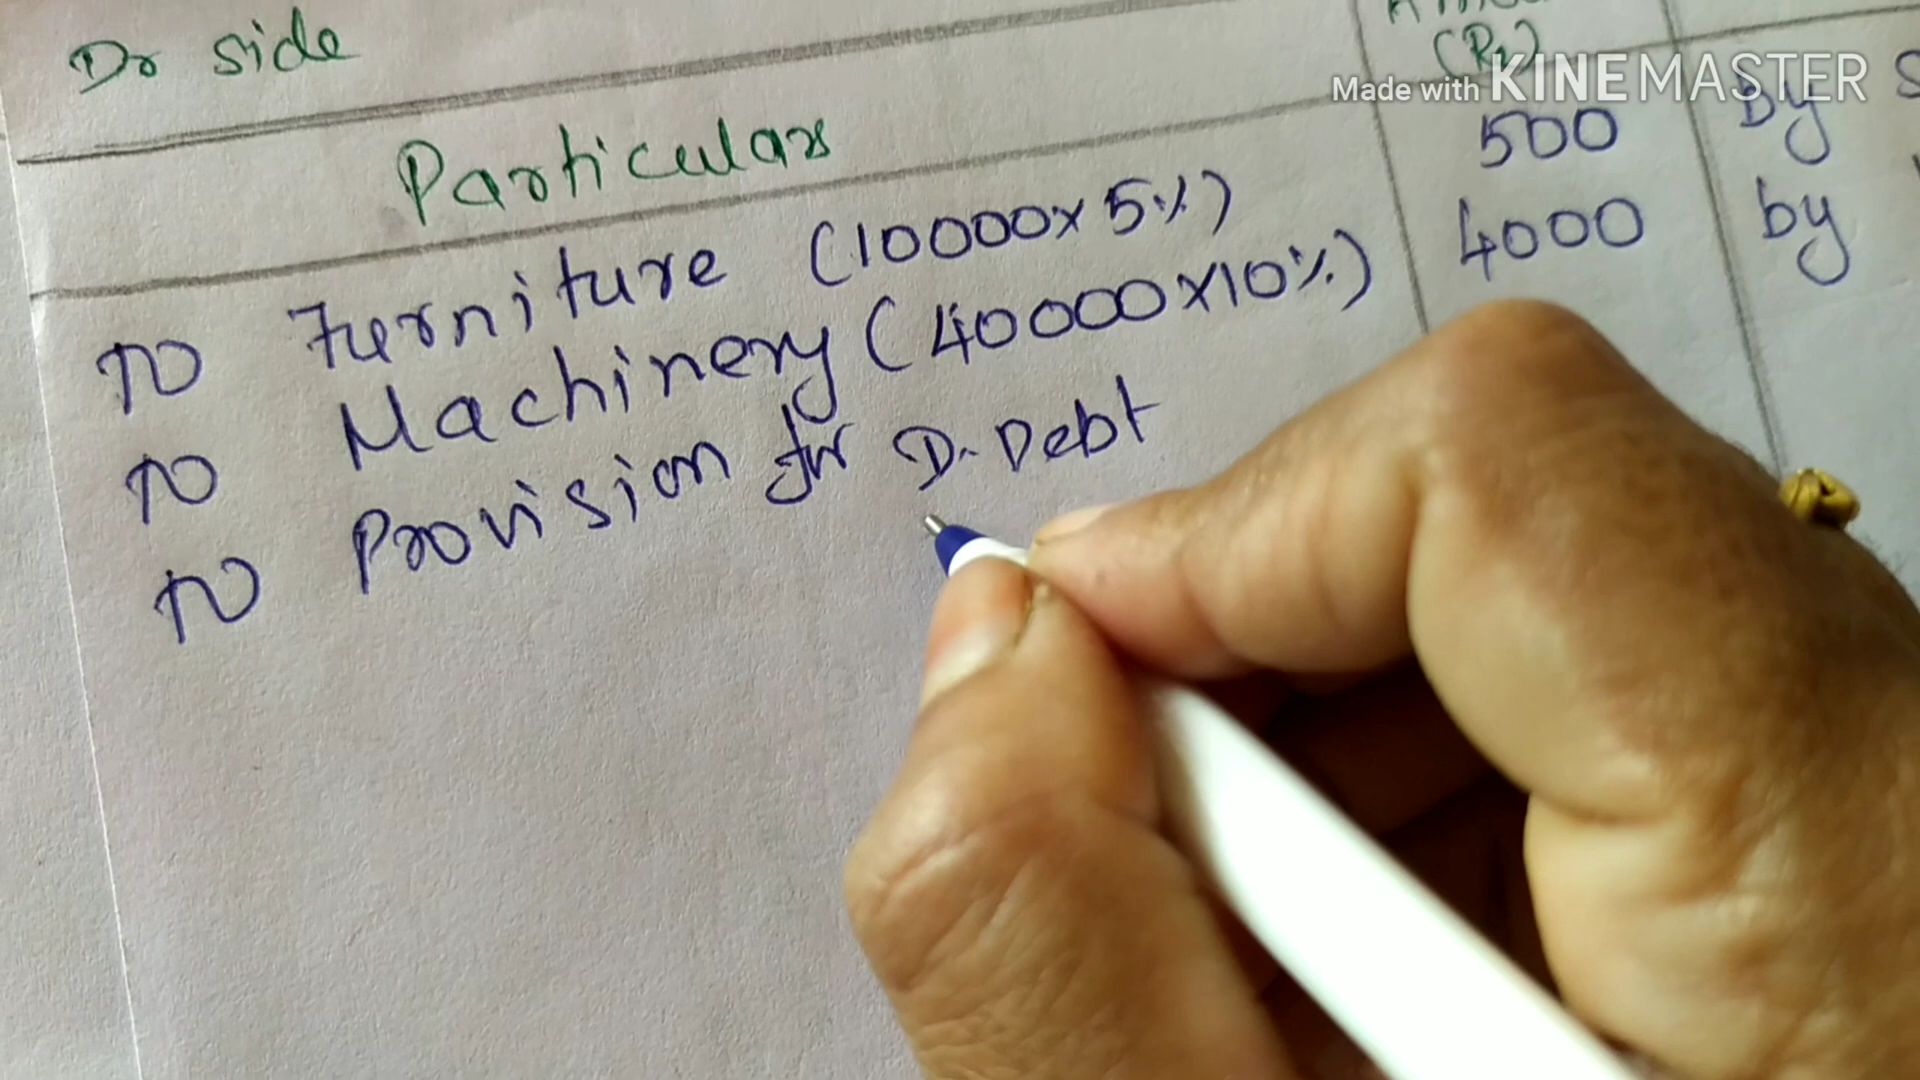 Dr side
(Rs)
Made with KINEMASTER
Particulars
500 By
To Furniture (10000x5%)
4000 by
To Machinery (40000x10%)
To Provision for D. Debt